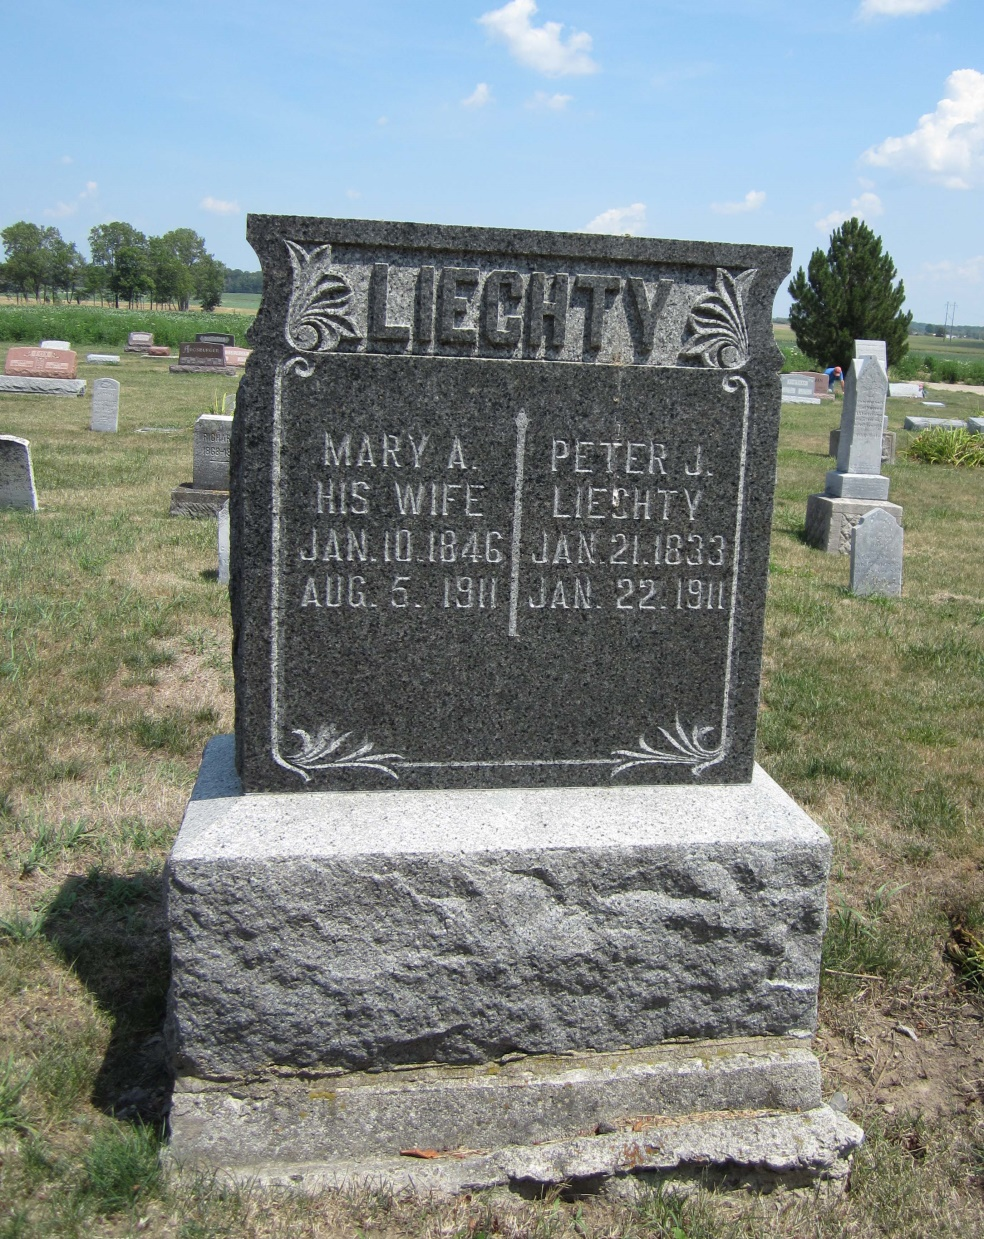 LIECHTY
MARY A.
HIS WIFE
JAN. 10. 1846
AUG. 5. 1911
PETER J.
LIECHTY
JAN. 21. 1833
JAN. 22. 1911